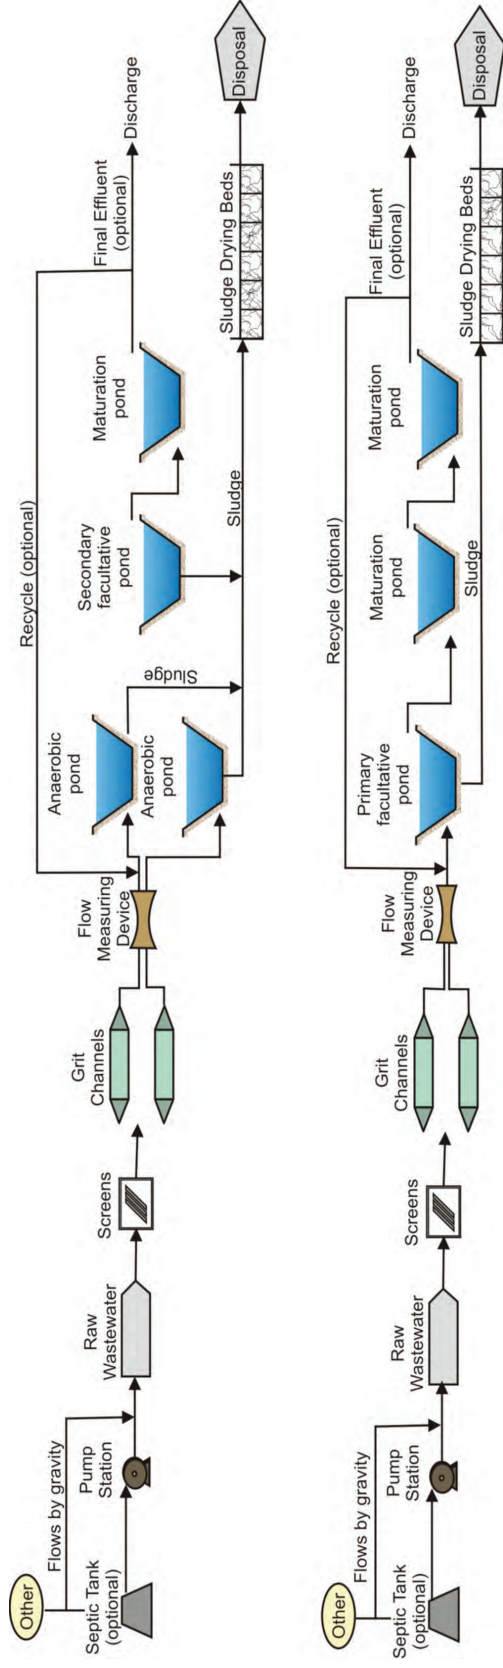 Other
Flows by gravity
Septic Tank
(optional)
Pump
Station
Raw
Wastewater
Screens
Grit
Channels
Flow
Measuring
Device
Recycle (optional)
Anaerobic
pond
Anaerobic
pond
Sludge
Secondary
facultative
pond
Sludge
Maturation
pond
Final Effluent
(optional)
Discharge
Sludge Drying Beds
Disposal
Other
Flows by gravity
Septic Tank
(optional)
Pump
Station
Raw
Wastewater
Screens
Grit
Channels
Flow
Measuring
Device
Recycle (optional)
Primary
facultative
pond
Sludge
Maturation
pond
Maturation
pond
Final Effluent
(optional)
Discharge
Sludge Drying Beds
Disposal